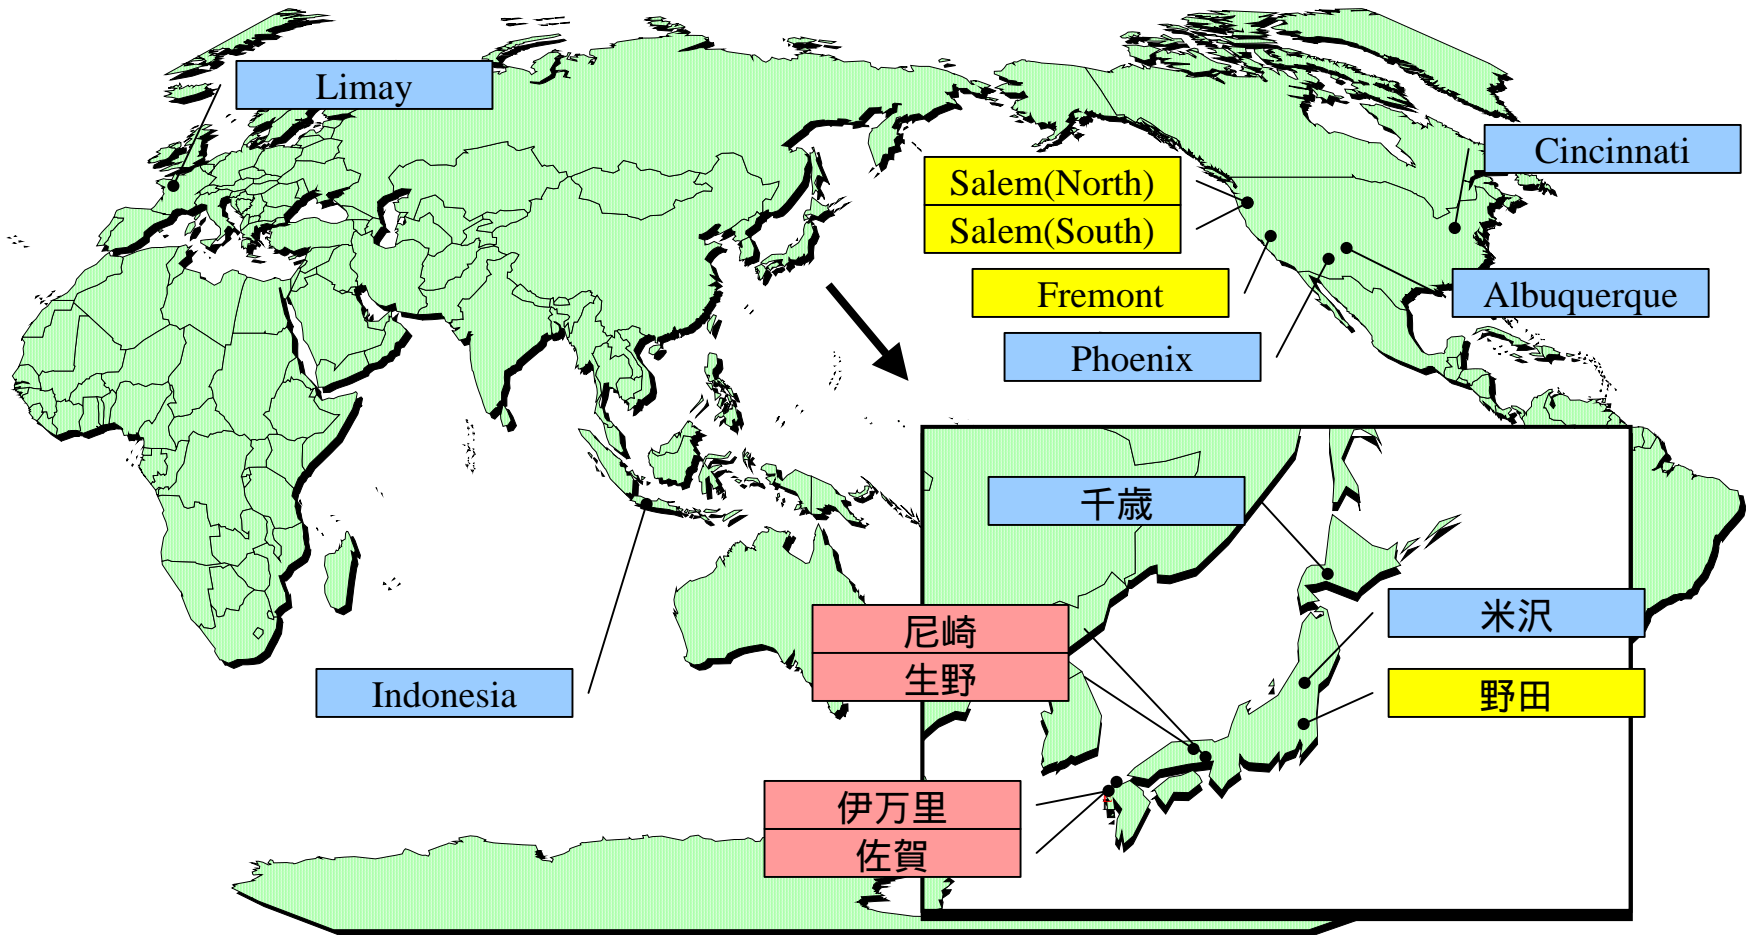 Limay
Cincinnati
Salem(North)
Salem(South)
Fremont
Albuquerque
Phoenix
千歳
米沢
尼崎
生野
野田
Indonesia
伊万里
佐賀